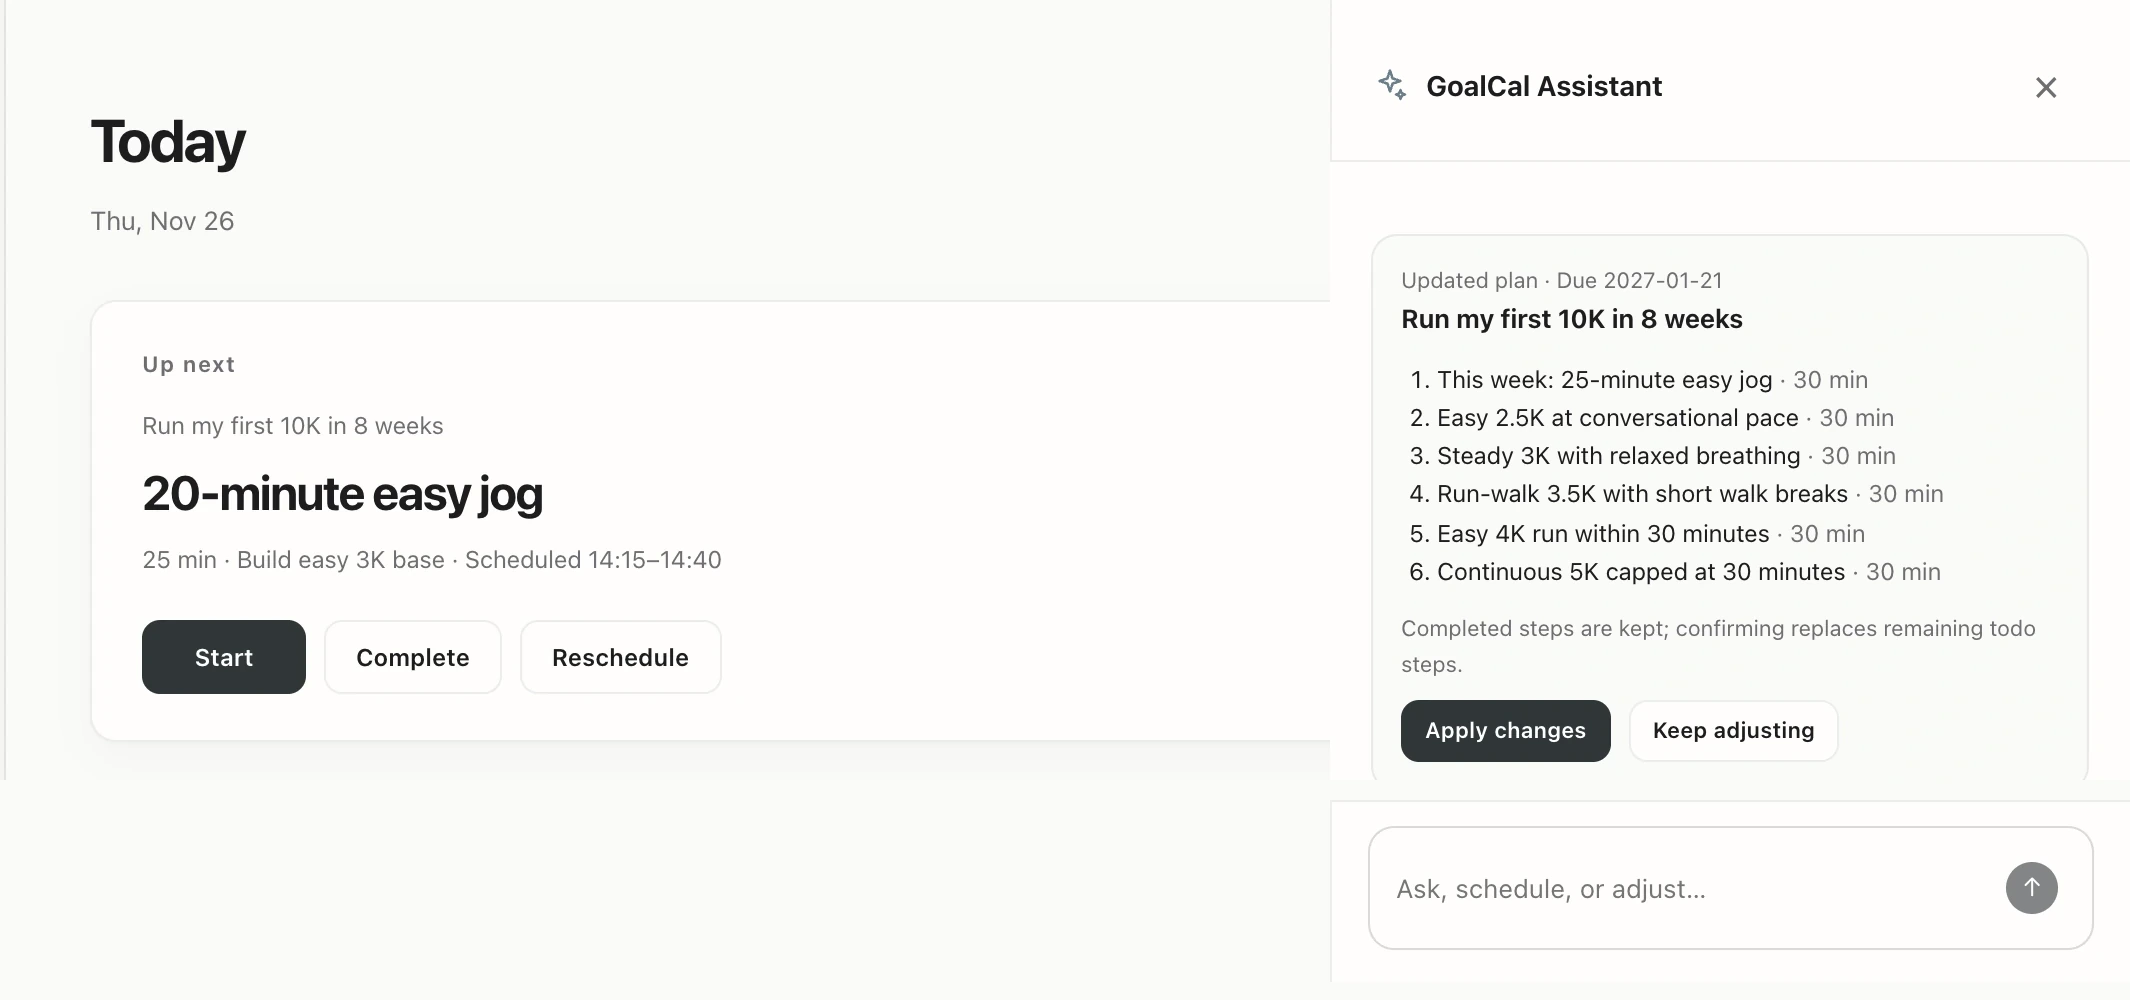 Today
Thu, Nov 26
Up next
Run my first 10K in 8 weeks
20-minute easy jog
25 min · Build easy 3K base · Scheduled 14:15–14:40
Start
Complete
Reschedule
GoalCal Assistant
Updated plan · Due 2027-01-21
Run my first 10K in 8 weeks
1. This week: 25-minute easy jog · 30 min
2. Easy 2.5K at conversational pace · 30 min
3. Steady 3K with relaxed breathing · 30 min
4. Run-walk 3.5K with short walk breaks · 30 min
5. Easy 4K run within 30 minutes · 30 min
6. Continuous 5K capped at 30 minutes · 30 min
Completed steps are kept; confirming replaces remaining todo
steps.
Apply changes
Keep adjusting
Ask, schedule, or adjust...